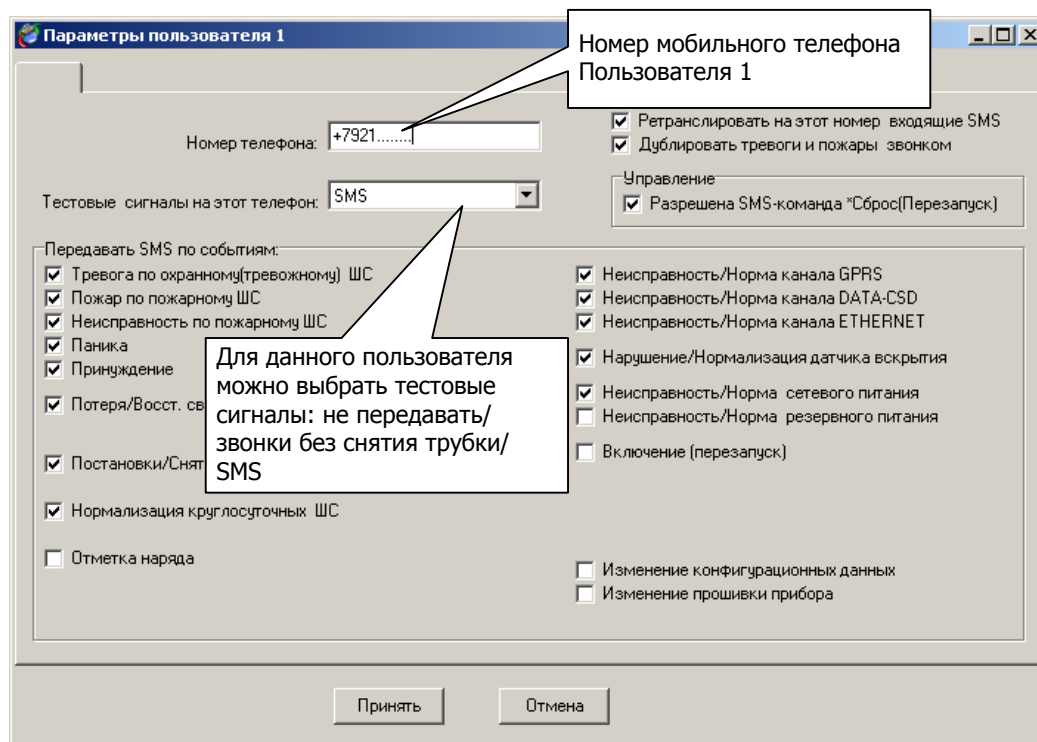 Параметры пользователя 1
Номер мобильного телефона
Пользователя 1
Номер телефона:
+7921........
Ретранслировать на этот номер входящие SMS
Дублировать тревоги и пожары звонком
Тестовые сигналы на этот телефон:
SMS
Управление
Разрешена SMS-команда *Сброс(Перезапуск)
Передавать SMS по событиям:
Тревога по охранному(тревожному) ШС
Пожар по пожарному ШС
Неисправность по пожарному ШС
Паника
Принуждение
Потеря/Восст. св
Постановки/Снят
Нормализация круглосуточных ШС
Отметка наряда
Для данного пользователя
можно выбрать тестовые
сигналы: не передавать/
звонки без снятия трубки/
SMS
Неисправность/Норма канала GPRS
Неисправность/Норма канала DATA-CSD
Неисправность/Норма канала ETHERNET
Нарушение/Нормализация датчика вскрытия
Неисправность/Норма сетевого питания
Неисправность/Норма резервного питания
Включение (перезапуск)
Изменение конфигурационных данных
Изменение прошивки прибора
Принять
Отмена